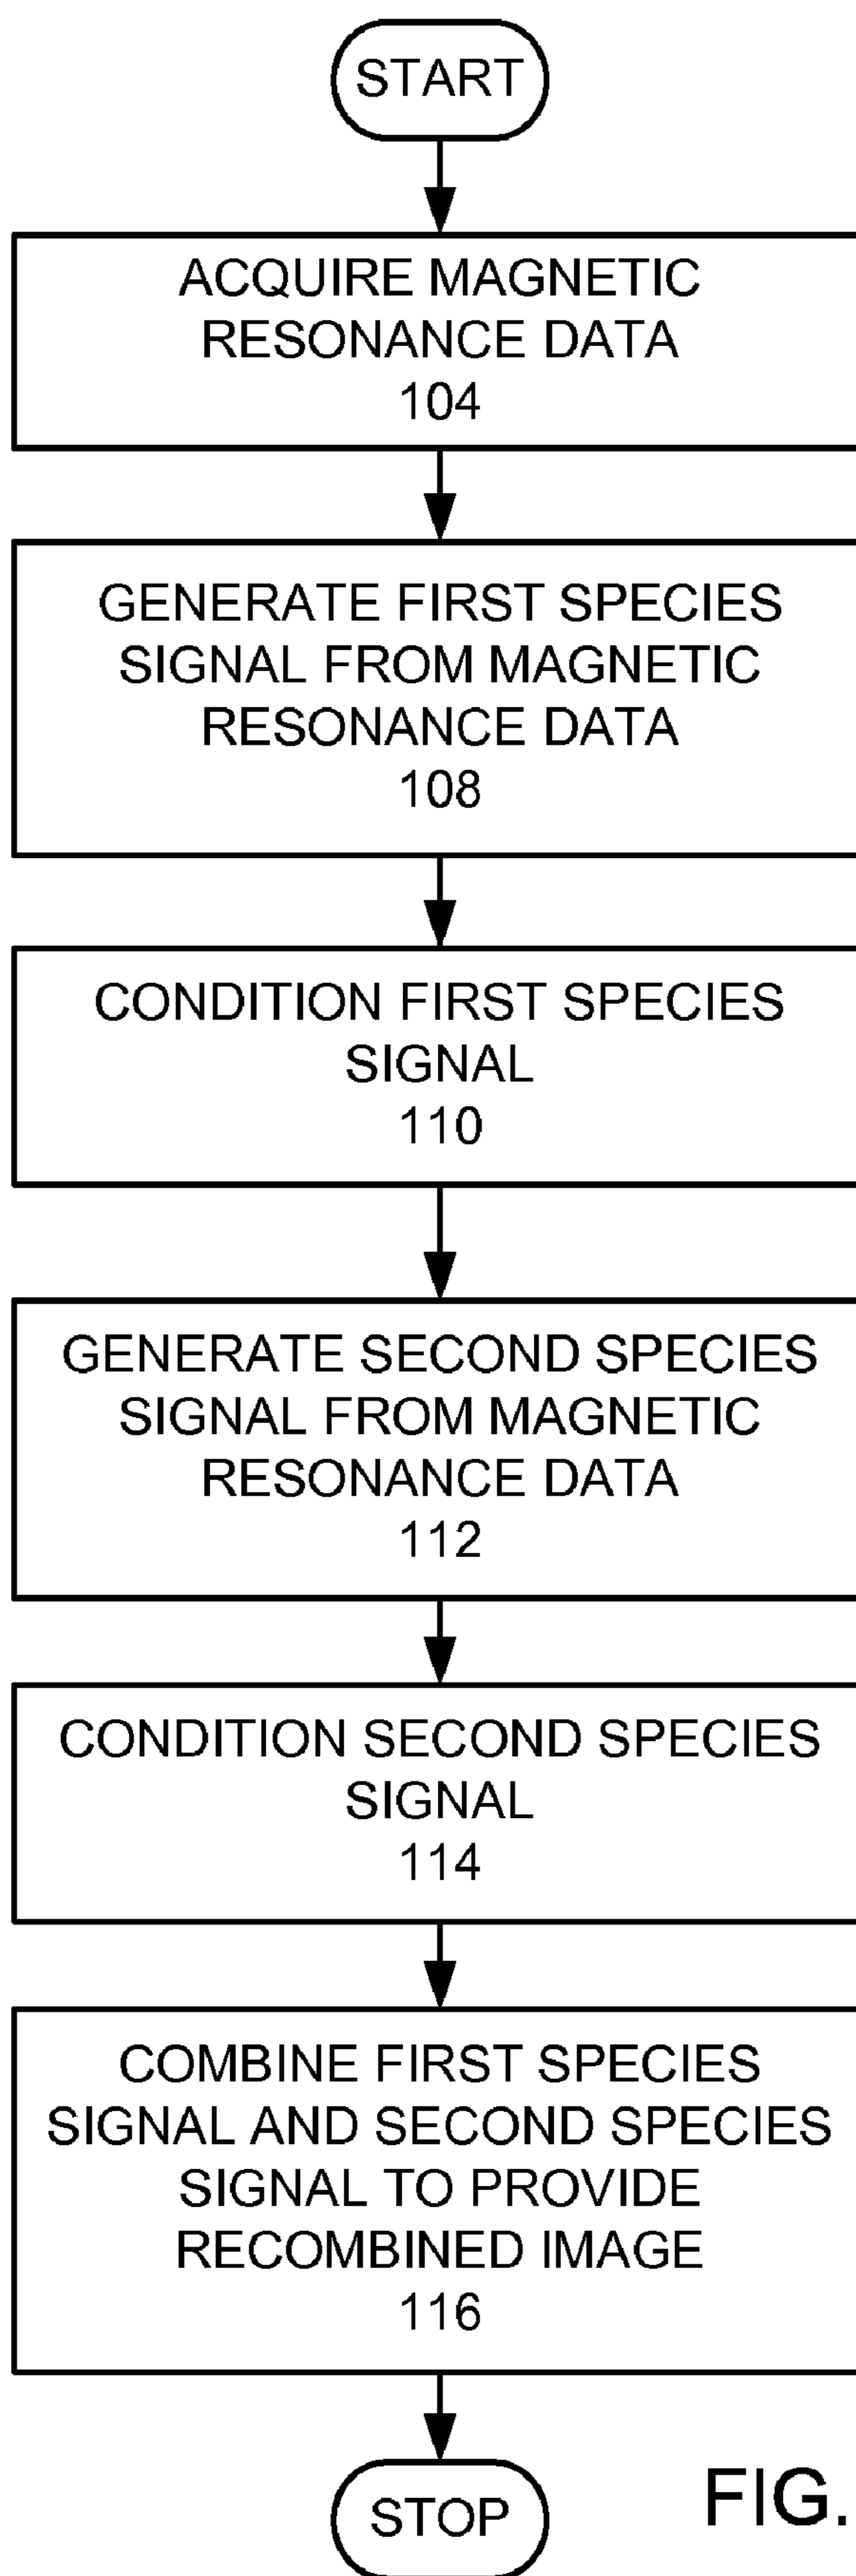 START
ACQUIRE MAGNETIC
RESONANCE DATA
104
GENERATE FIRST SPECIES
SIGNAL FROM MAGNETIC
RESONANCE DATA
108
CONDITION FIRST SPECIES
SIGNAL
110
GENERATE SECOND SPECIES
SIGNAL FROM MAGNETIC
RESONANCE DATA
112
CONDITION SECOND SPECIES
SIGNAL
114
COMBINE FIRST SPECIES
SIGNAL AND SECOND SPECIES
SIGNAL TO PROVIDE
RECOMBINED IMAGE
116
STOP
FIG.